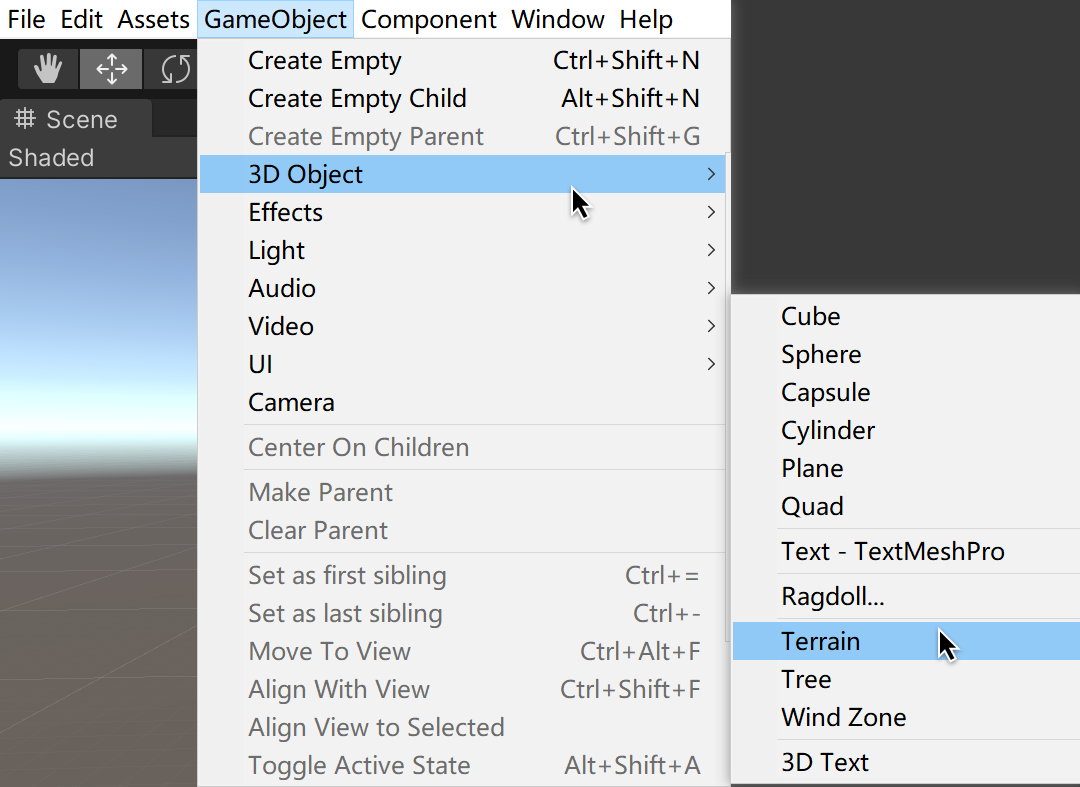 File Edit Assets GameObject Component Window Help
Scene
Shaded
Create Empty Ctrl+Shift+N
Create Empty Child Alt+Shift+N
Create Empty Parent Ctrl+Shift+G
3D Object
Effects
Light
Audio
Video
UI
Camera
Center On Children
Make Parent
Clear Parent
Set as first sibling Ctrl+=
Set as last sibling Ctrl+-
Move To View Ctrl+Alt+F
Align With View Ctrl+Shift+F
Align View to Selected
Toggle Active State Alt+Shift+A
Cube
Sphere
Capsule
Cylinder
Plane
Quad
Text - TextMeshPro
Ragdoll...
Terrain
Tree
Wind Zone
3D Text